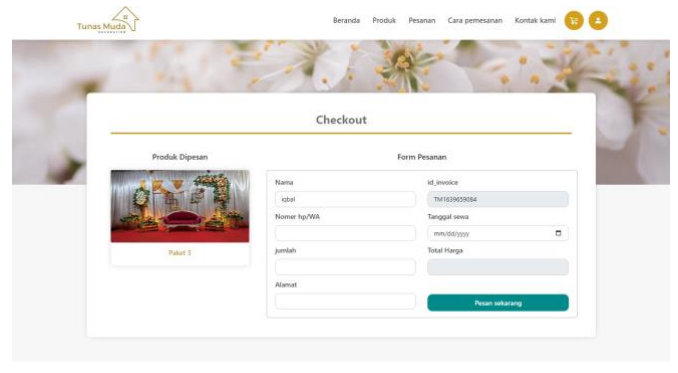 Tunas Muda
Beranda Produk Pesanan Cara pemesanan Kontak kami
Checkout
Produk Dipesan
Paket 3
Form Pesanan
Nama
iqbal
id_invoice
TM1639659084
Nomer hp/WA
Tanggal sewa
mm/dd/yyyy
jumlah
Total Harga
Alamat
Pesan sekarang